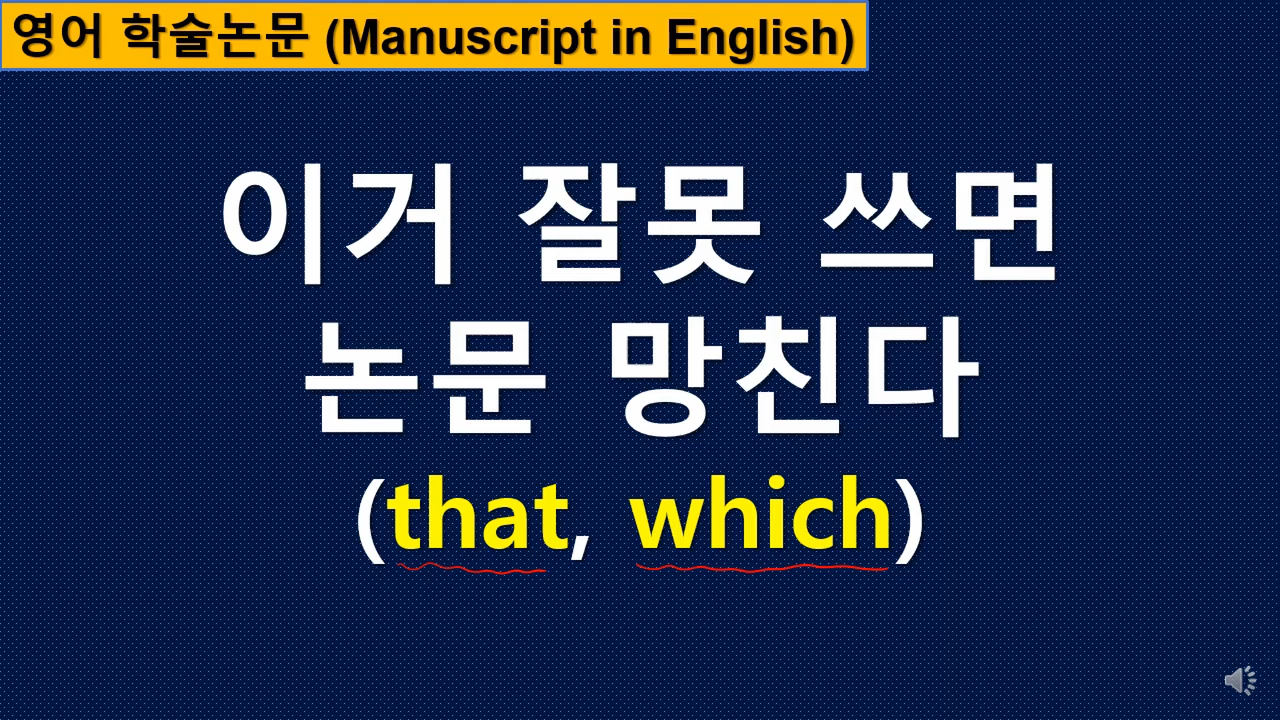 영어 학술논문 (Manuscript in English)
이거 잘못 쓰면
논문 망친다
(that, which)